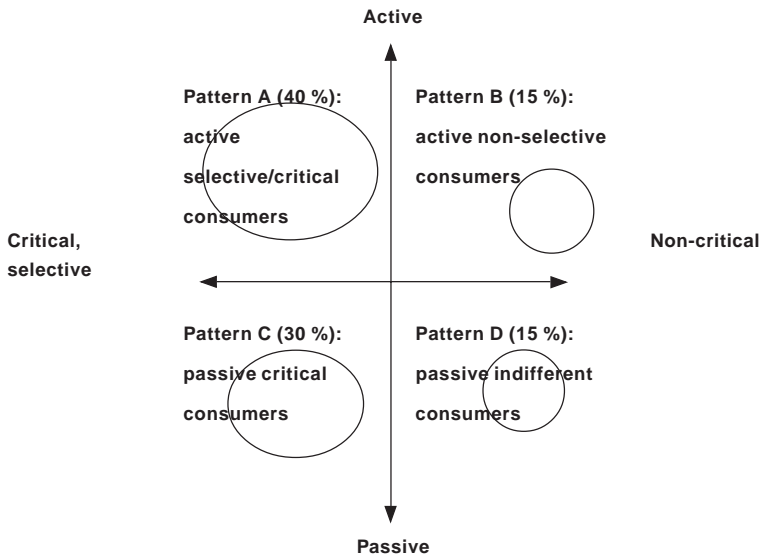 Active
Pattern A (40 %):
active
selective/critical
consumers
Pattern B (15 %):
active non-selective
consumers
Critical,
selective
Non-critical
Pattern C (30 %):
passive critical
consumers
Pattern D (15 %):
passive indifferent
consumers
Passive